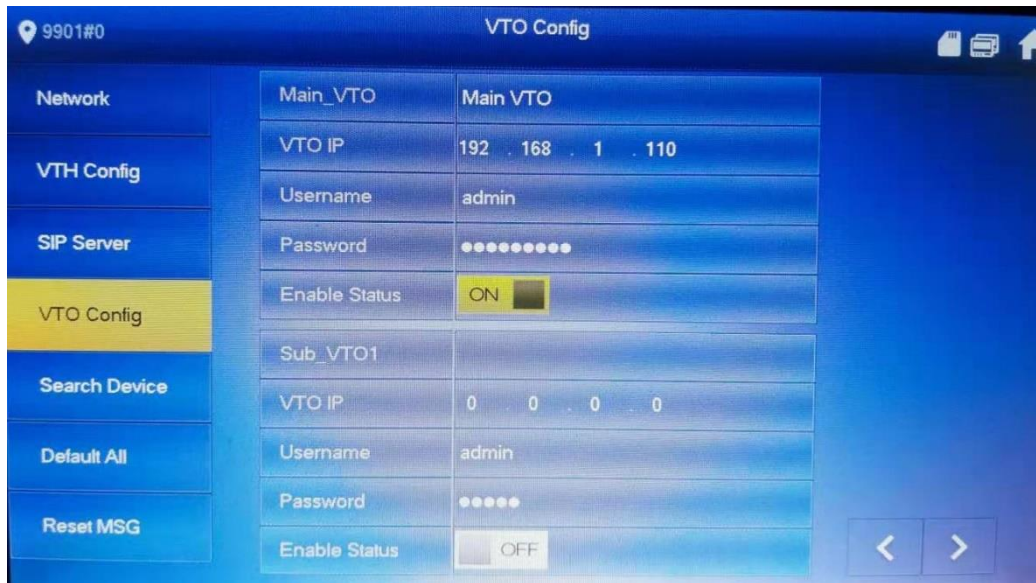 9901#0
VTO Config
Network
VTH Config
SIP Server
VTO Config
Search Device
Default All
Reset MSG
Main_VTO Main VTO
VTO IP 192 . 168 . 1 . 110
Username admin
Password ●●●●●●●●●
Enable Status ON
Sub_VTO1
VTO IP 0 . 0 . 0 . 0
Username admin
Password ●●●●●
Enable Status OFF
< >